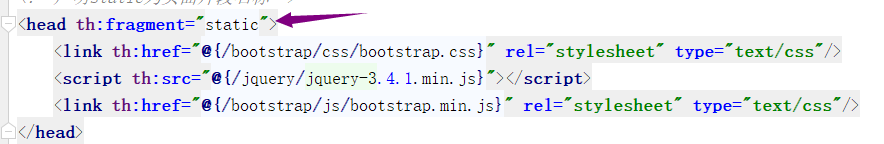 <head th:fragment="static">
<link th:href="@{/bootstrap/css/bootstrap.css}" rel="stylesheet" type="text/css"/>
<script th:src="@{/jquery/jquery-3.4.1.min.js}"></script>
<link th:href="@{/bootstrap/js/bootstrap.min.js}" rel="stylesheet" type="text/css"/>
</head>